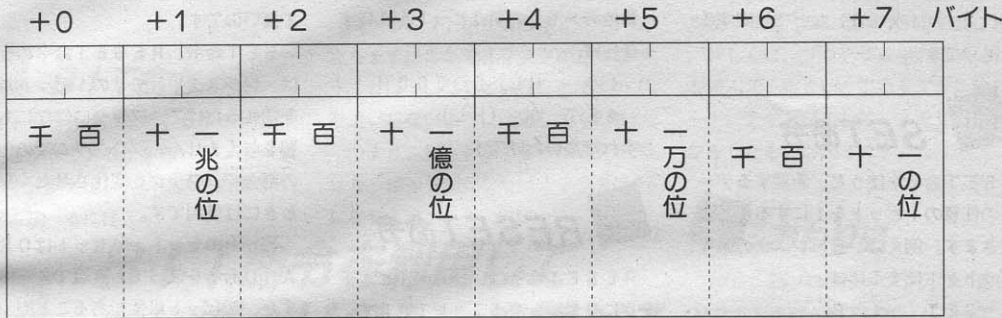 +0 +1 +2 +3 +4 +5 +6 +7 バイト
千 百 十 一兆の位 千 百 十 一億の位 千 百 十 一万の位 千 百 十 一の位